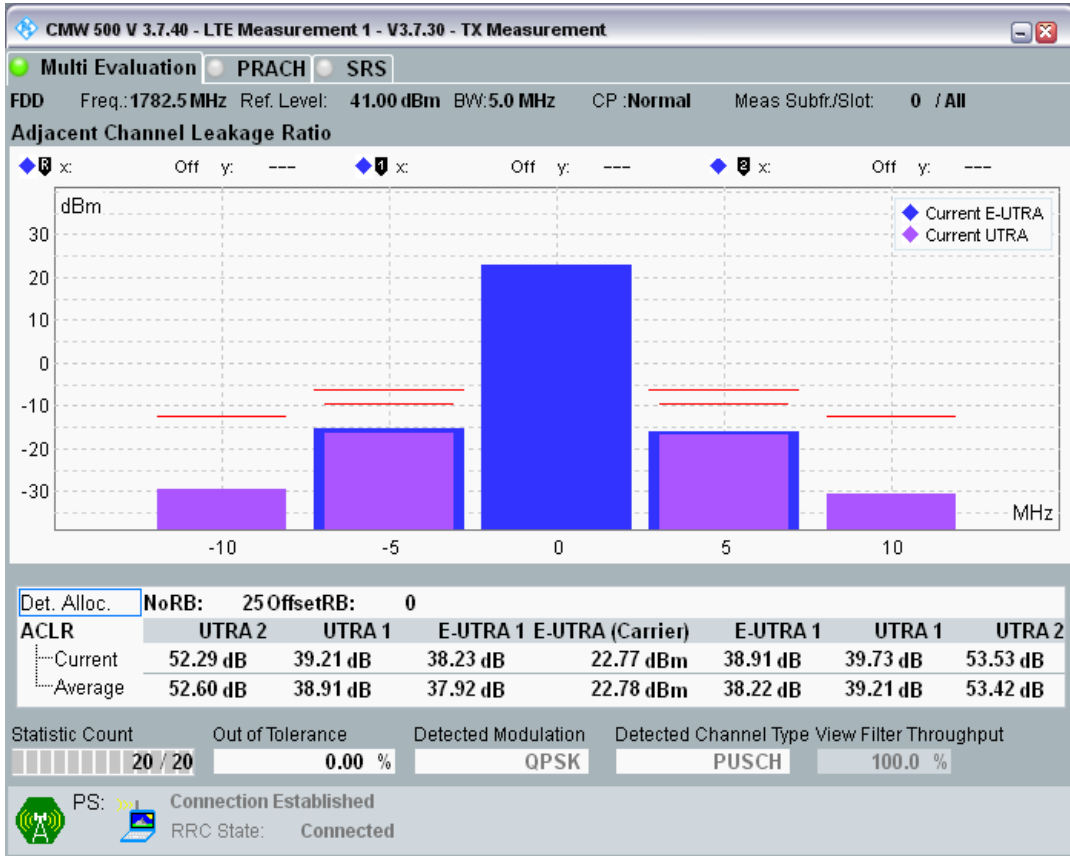 CMW 500 V 3.7.40 - LTE Measurement 1 - V3.7.30 - TX Measurement
Multi Evaluation PRACH SRS
FDD Freq.:1782.5 MHz Ref. Level: 41.00 dBm BW:5.0 MHz CP :Normal Meas Subfr./Slot: 0 / All
Adjacent Channel Leakage Ratio
R x: Off y: --- 1 x: Off y: --- 2 x: Off y: ---
dBm
Current E-UTRA
Current UTRA
30
20
10
0
-10
-20
-30
MHz
-10 -5 0 5 10
Det. Alloc. NoRB: 25 OffsetRB: 0
ACLR UTRA 2 UTRA 1 E-UTRA 1 E-UTRA (Carrier) E-UTRA 1 UTRA 1 UTRA 2
Current 52.29 dB 39.21 dB 38.23 dB 22.77 dBm 38.91 dB 39.73 dB 53.53 dB
Average 52.60 dB 38.91 dB 37.92 dB 22.78 dBm 38.22 dB 39.21 dB 53.42 dB
Statistic Count Out of Tolerance Detected Modulation Detected Channel Type View Filter Throughput
20 / 20 0.00 % QPSK PUSCH 100.0 %
PS: Connection Established
RRC State: Connected